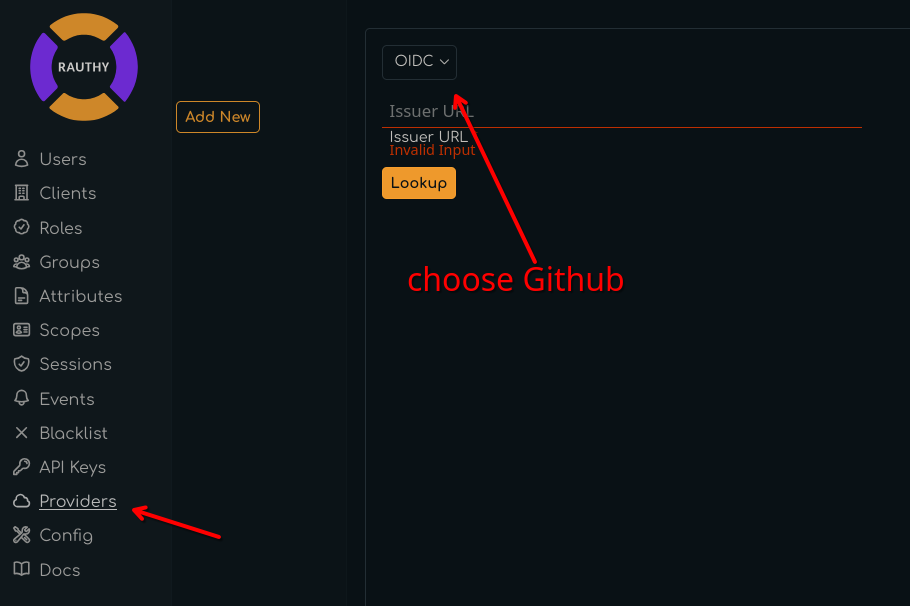 RAUTHY
Users
Clients
Roles
Groups
Attributes
Scopes
Sessions
Events
Blacklist
API Keys
Providers
Config
Docs
Add New
OIDC
Issuer URL
Issuer URL
Invalid Input
Lookup
choose Github